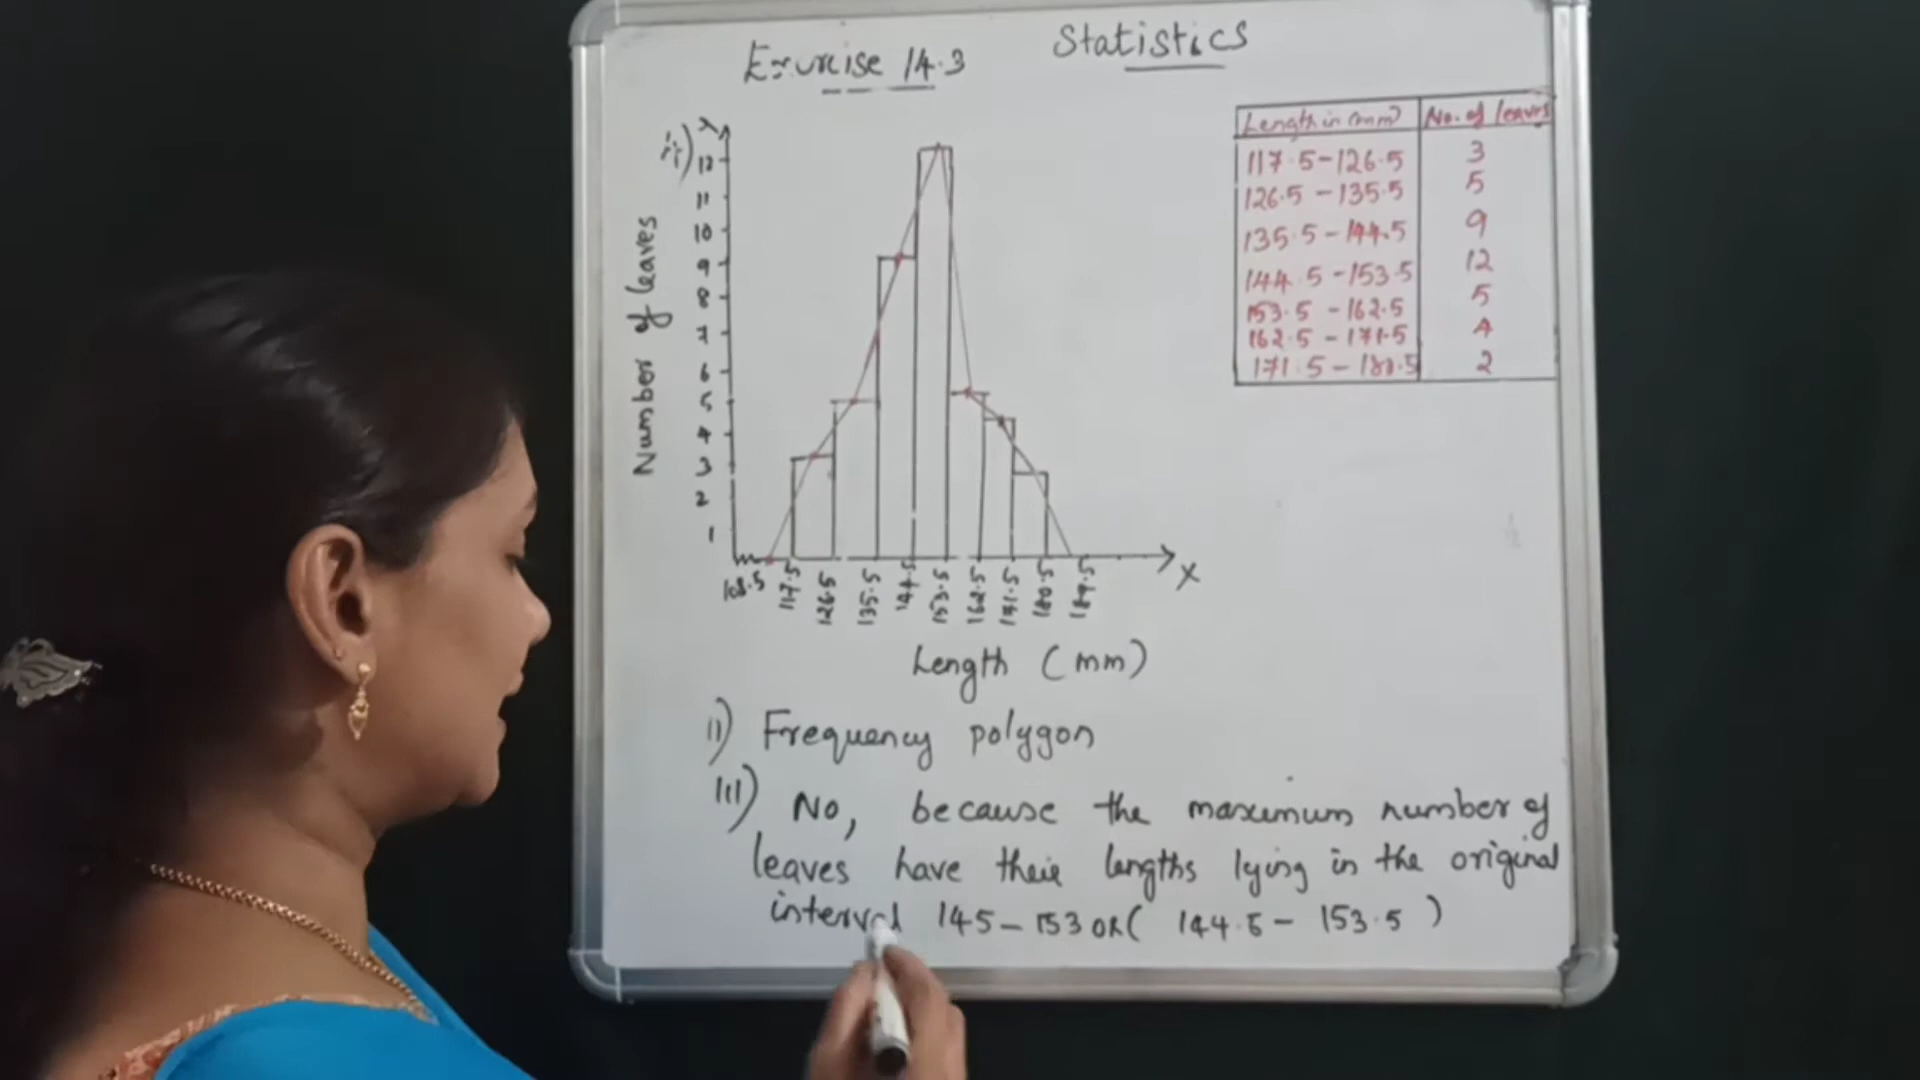 Exercise 14.3
Statistics
Length in (mm) No. of leaves
117.5-126.5 3
126.5-135.5 5
135.5-144.5 9
144.5-153.5 12
153.5-162.5 5
162.5-171.5 4
171.5-180.5 2
Y
12
11
10
9
8
7
6
5
4
3
2
1
Number of leaves
108.5 117.5 126.5 135.5 144.5 153.5 162.5 171.5 180.5 189.5
X
Length (mm)
ii) Frequency polygon
iii) No, because the maximum number of
leaves have their lengths lying in the original
interval 145-153 OR (144.5-153.5)